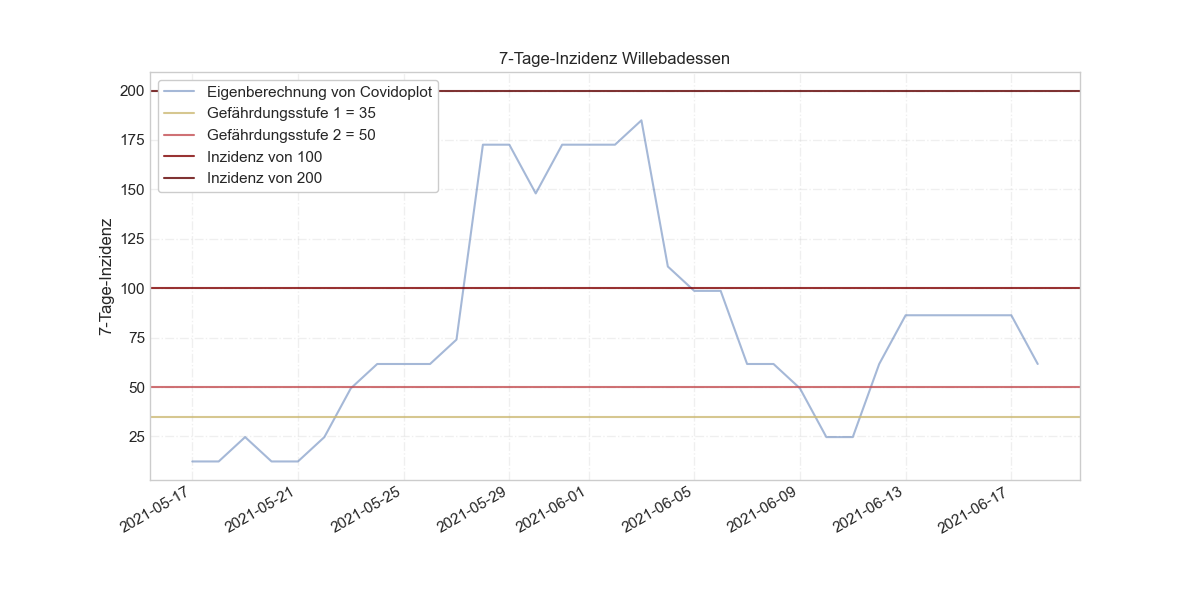 7-Tage-Inzidenz Willebadessen
Eigenberechnung von Covidoplot
Gefährdungsstufe 1 = 35
Gefährdungsstufe 2 = 50
Inzidenz von 100
Inzidenz von 200
7-Tage-Inzidenz
200
175
150
125
100
75
50
25
2021-05-17
2021-05-21
2021-05-25
2021-05-29
2021-06-01
2021-06-05
2021-06-09
2021-06-13
2021-06-17